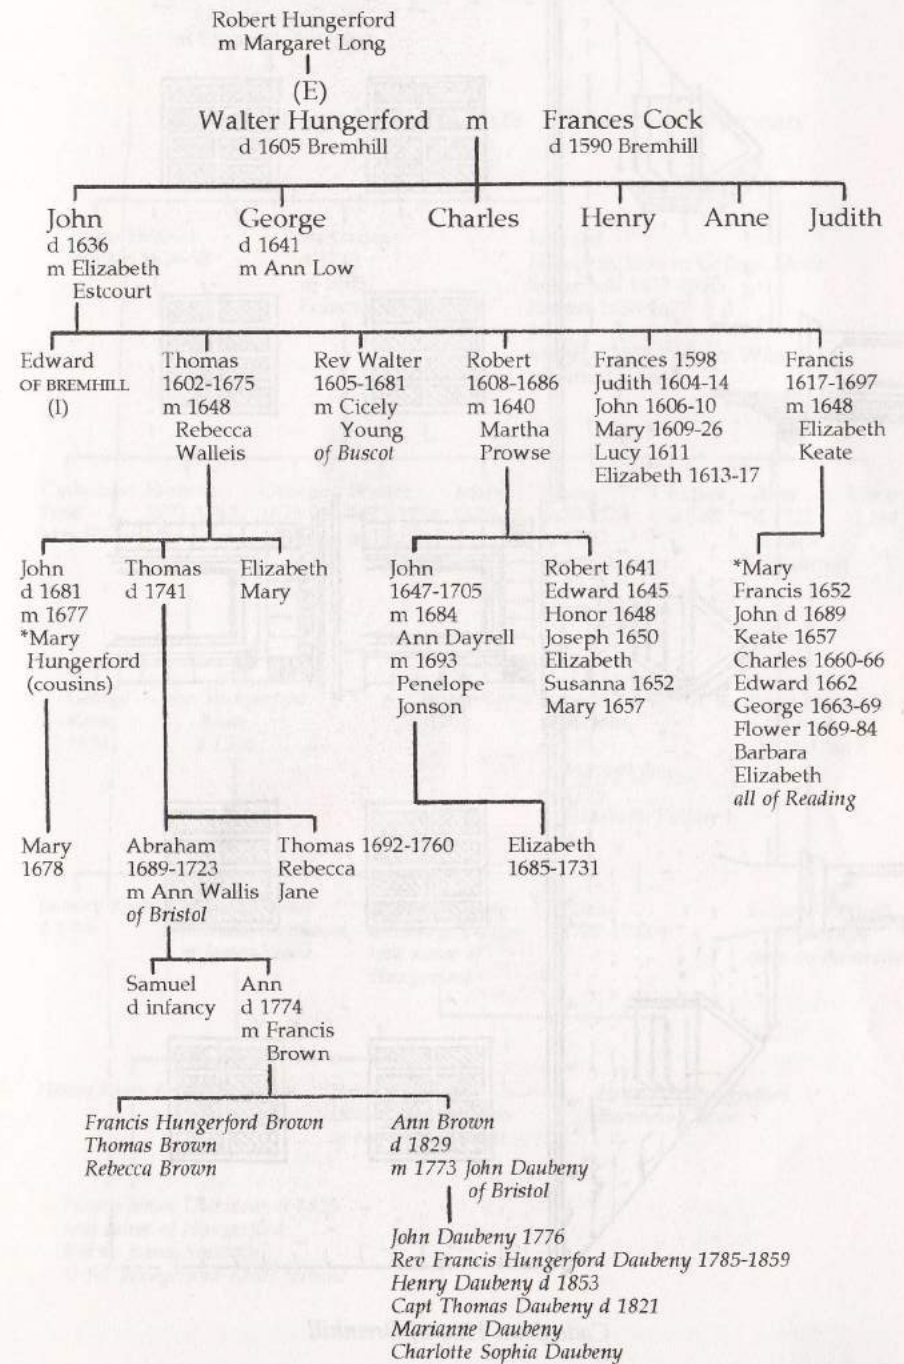 Robert Hungerford
m Margaret Long
(E)
Walter Hungerford m Frances Cock
d 1605 Bremhill
d 1590 Bremhill
John
d 1636
m Elizabeth
Estcourt
George
d 1641
m Ann Low
Charles
Henry
Anne
Judith
Edward
OF BREMHILL
(I)
Thomas
1602-1675
m 1648
Rebecca
Walleis
Rev Walter
1605-1681
m Cicely
Young
of Buscot
Robert
1608-1686
m 1640
Martha
Prowse
Frances 1598
Judith 1604-14
John 1606-10
Mary 1609-26
Lucy 1611
Elizabeth 1613-17
Francis
1617-1697
m 1648
Elizabeth
Keate
John
d 1681
m 1677
*Mary
Hungerford
(cousins)
Thomas
d 1741
Elizabeth
Mary
John
1647-1705
m 1684
Ann Dayrell
m 1693
Penelope
Jonson
Robert 1641
Edward 1645
Honor 1648
Joseph 1650
Elizabeth
Susanna 1652
Mary 1657
*Mary
Francis 1652
John d 1689
Keate 1657
Charles 1660-66
Edward 1662
George 1663-69
Flower 1669-84
Barbara
Elizabeth
all of Reading
Mary
1678
Abraham
1689-1723
m Ann Wallis
of Bristol
Thomas 1692-1760
Rebecca
Jane
Elizabeth
1685-1731
Samuel
d infancy
Ann
d 1774
m Francis
Brown
Francis Hungerford Brown
Thomas Brown
Rebecca Brown
Ann Brown
d 1829
m 1773 John Daubeny
of Bristol
John Daubeny 1776
Rev Francis Hungerford Daubeny 1785-1859
Henry Daubeny d 1853
Capt Thomas Daubeny d 1821
Marianne Daubeny
Charlotte Sophia Daubeny